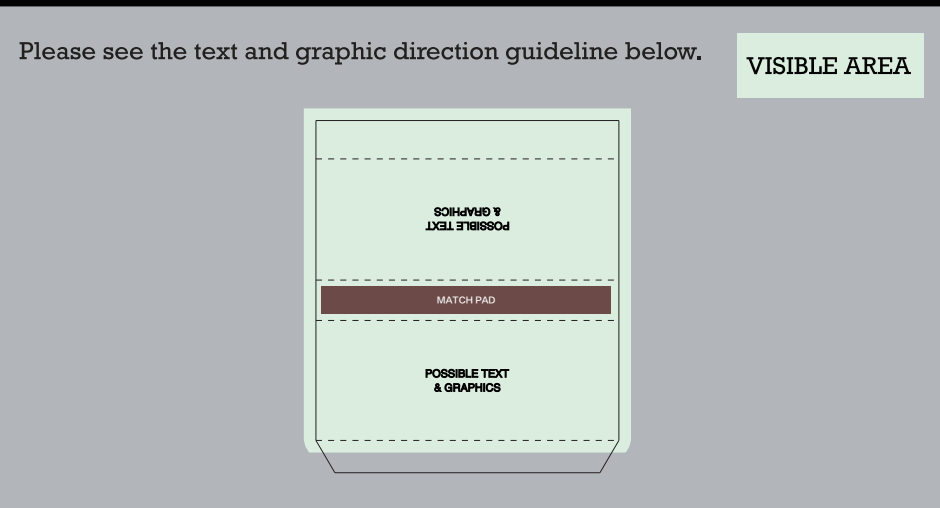 Please see the text and graphic direction guideline below.
VISIBLE AREA
POSSIBLE TEXT
& GRAPHICS
MATCH PAD
POSSIBLE TEXT
& GRAPHICS